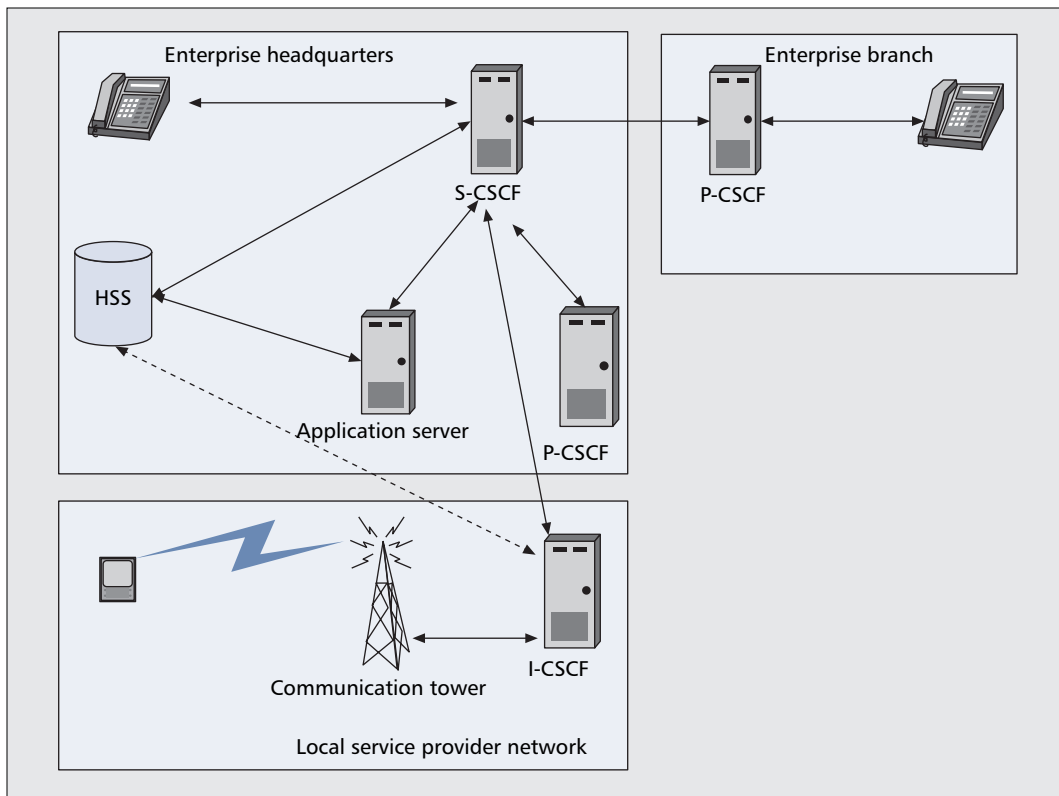 Enterprise headquarters
Enterprise branch
S-CSCF
P-CSCF
HSS
Application server
P-CSCF
I-CSCF
Communication tower
Local service provider network